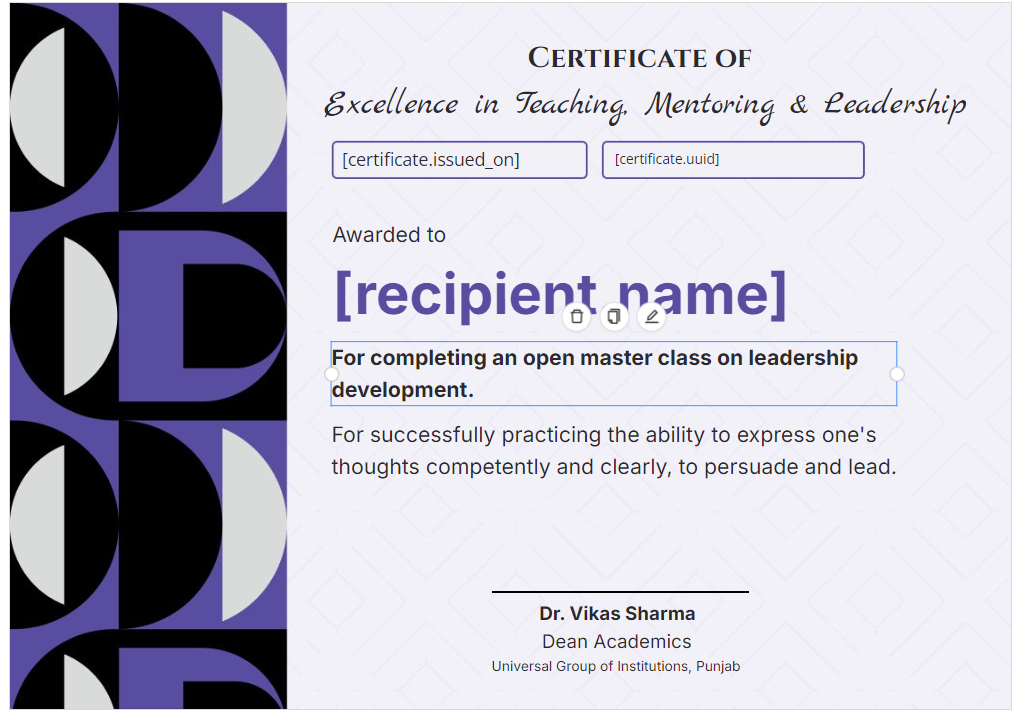 Certificate of
Excellence in Teaching, Mentoring & Leadership
[certificate.issued_on] [certificate.uuid]
Awarded to
[recipient name]
For completing an open master class on leadership
development.
For successfully practicing the ability to express one's
thoughts competently and clearly, to persuade and lead.
Dr. Vikas Sharma
Dean Academics
Universal Group of Institutions, Punjab